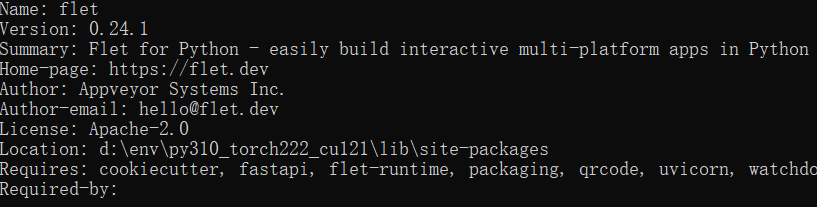 Name: flet
Version: 0.24.1
Summary: Flet for Python - easily build interactive multi-platform apps in Python
Home-page: https://flet.dev
Author: Appveyor Systems Inc.
Author-email: hello@flet.dev
License: Apache-2.0
Location: d:\env\py310_torch222_cu121\lib\site-packages
Requires: cookiecutter, fastapi, flet-runtime, packaging, qrcode, uvicorn,
Required-by: